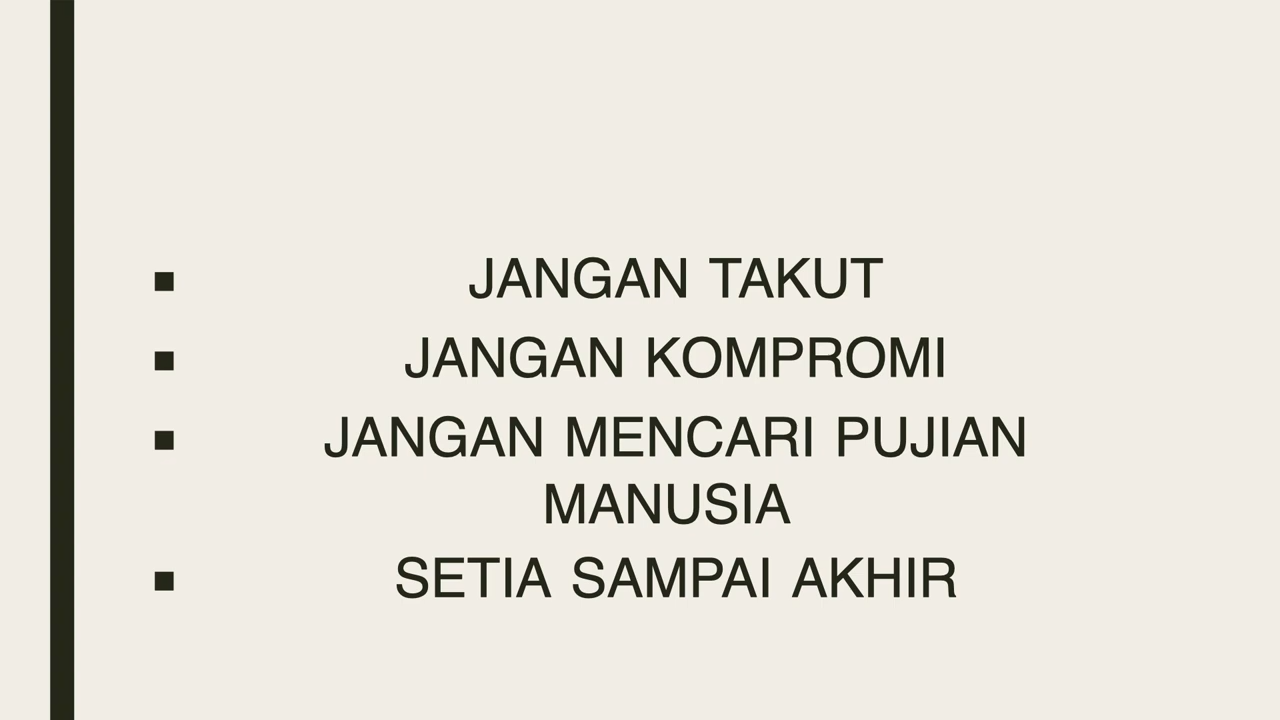 ▪ JANGAN TAKUT
▪ JANGAN KOMPROMI
▪ JANGAN MENCARI PUJIAN
MANUSIA
▪ SETIA SAMPAI AKHIR